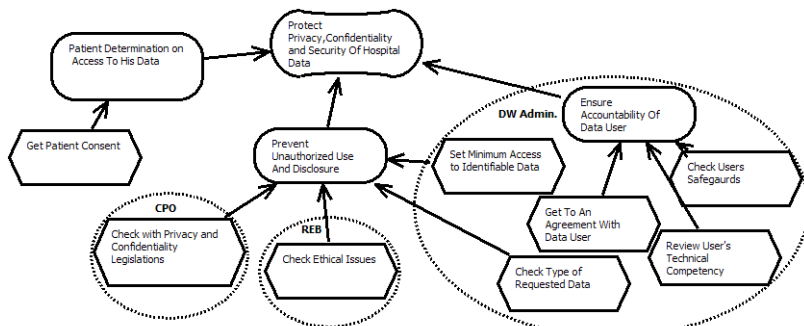 Protect
Privacy,Confidentiality
and Security Of Hospital
Data
Patient Determination on
Access To His Data
DW Admin.
Ensure
Accountability Of
Data User
Get Patient Consent
Prevent
Unauthorized Use
And Disclosure
Set Minimum Access
to Identifiable Data
Check Users
Safegaurds
CPO
Check with Privacy and
Confidentiality
Legislations
REB
Check Ethical Issues
Get To An
Agreement With
Data User
Review User's
Technical
Competency
Check Type of
Requested Data